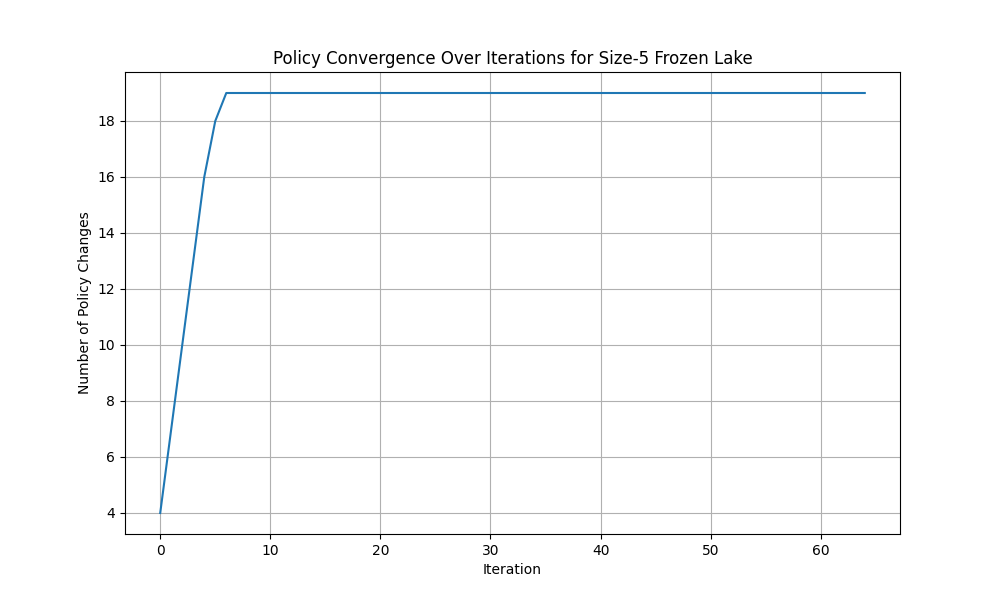 Policy Convergence Over Iterations for Size-5 Frozen Lake
Number of Policy Changes
18
16
14
12
10
8
6
4
0 10 20 30 40 50 60
Iteration